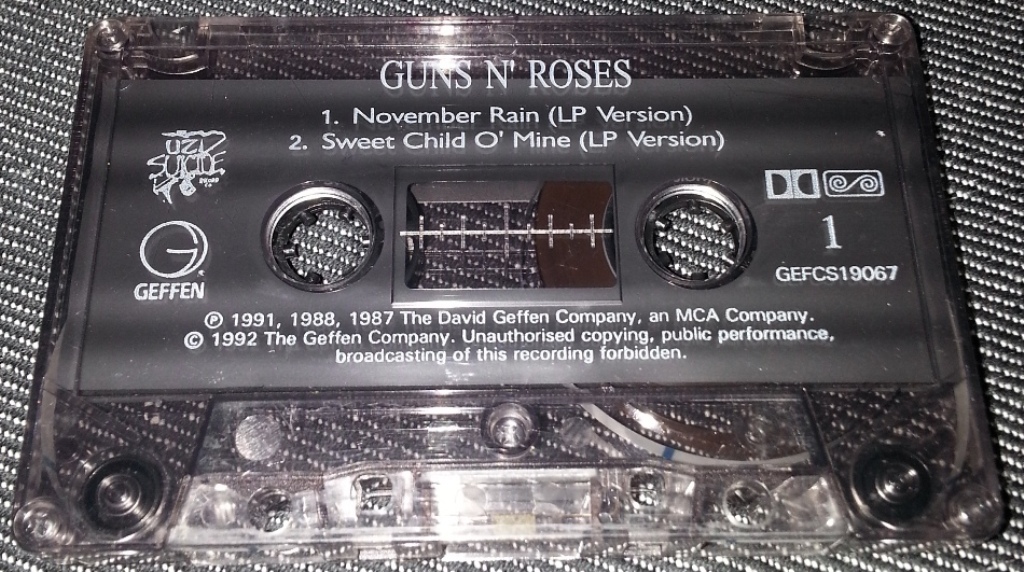 GUNS N' ROSES
1. November Rain (LP Version)
2. Sweet Child O' Mine (LP Version)
UZI
SUICIDE
GEFFEN
1
GEFCS19067
℗ 1991, 1988, 1987 The David Geffen Company, an MCA Company.
© 1992 The Geffen Company. Unauthorised copying, public performance,
broadcasting of this recording forbidden.